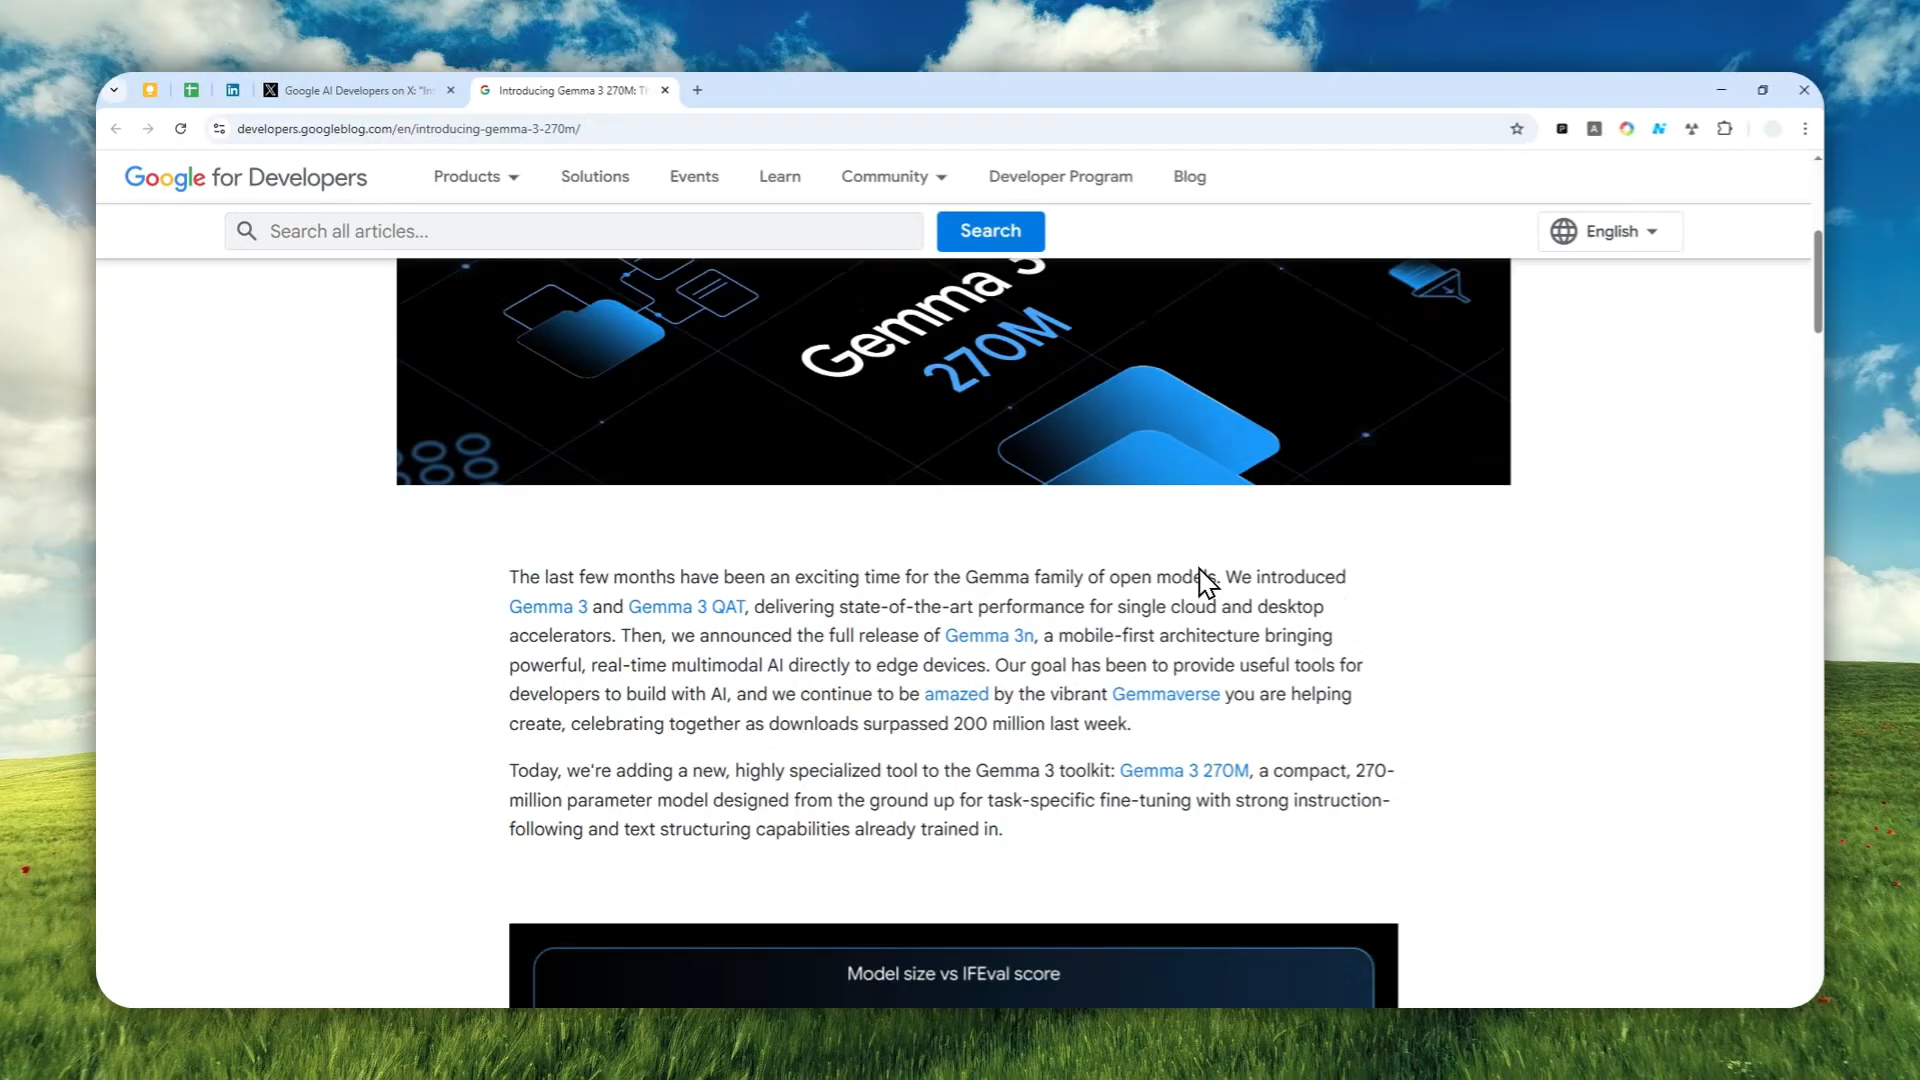 Google AI Developers on X: "In
Introducing Gemma 3 270M: Th
developers.googleblog.com/en/introducing-gemma-3-270m/
Google for Developers
Products
Solutions
Events
Learn
Community
Developer Program
Blog
Search all articles...
Search
English
Gemma 3
270M
The last few months have been an exciting time for the Gemma family of open models. We introduced
Gemma 3 and Gemma 3 QAT, delivering state-of-the-art performance for single cloud and desktop
accelerators. Then, we announced the full release of Gemma 3n, a mobile-first architecture bringing
powerful, real-time multimodal AI directly to edge devices. Our goal has been to provide useful tools for
developers to build with AI, and we continue to be amazed by the vibrant Gemmaverse you are helping
create, celebrating together as downloads surpassed 200 million last week.
Today, we're adding a new, highly specialized tool to the Gemma 3 toolkit: Gemma 3 270M, a compact, 270-
million parameter model designed from the ground up for task-specific fine-tuning with strong instruction-
following and text structuring capabilities already trained in.
Model size vs IFEval score